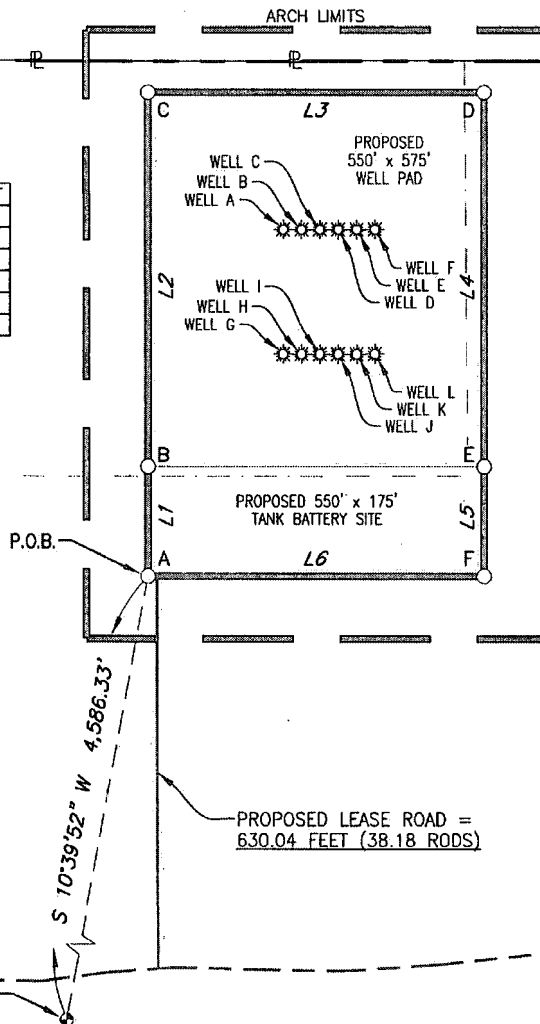 ARCH LIMITS
PL
PL
C
L3
D
PROPOSED
550' x 575'
WELL PAD
WELL C
WELL B
WELL A
WELL F
WELL E
WELL D
L2
L4
WELL I
WELL H
WELL G
WELL L
WELL K
WELL J
B
E
PROPOSED 550' x 175'
TANK BATTERY SITE
L1
L5
P.O.B.
A
L6
F
S 10°39'52" W 4,586.33'
PROPOSED LEASE ROAD =
630.04 FEET (38.18 RODS)